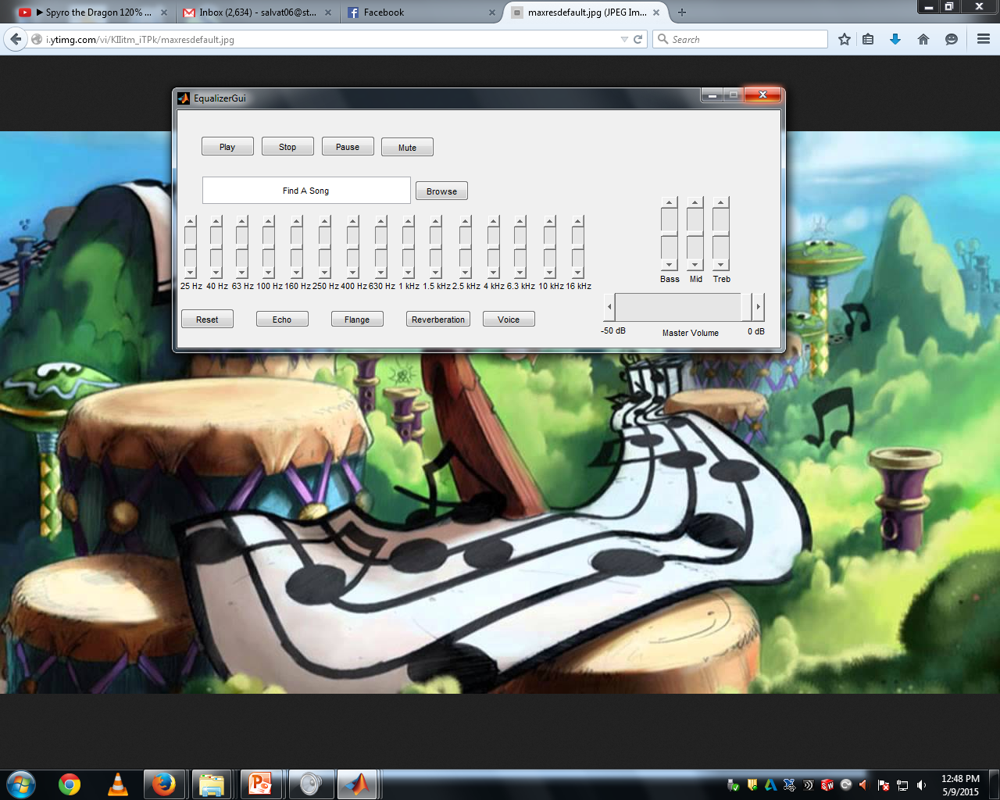 ▶ Spyro the Dragon 120% ...
Inbox (2,634) - salvat06@st...
Facebook
maxresdefault.jpg (JPEG Im...
i.ytimg.com/vi/KIlitm_iTPk/maxresdefault.jpg
Search
EqualizerGui
Play Stop Pause Mute
Find A Song Browse
25 Hz 40 Hz 63 Hz 100 Hz 160 Hz 250 Hz 400 Hz 630 Hz 1 kHz 1.5 kHz 2.5 kHz 4 kHz 6.3 kHz 10 kHz 16 kHz
Bass Mid Treb
Reset Echo Flange Reverberation Voice
-50 dB Master Volume 0 dB
12:48 PM
5/9/2015